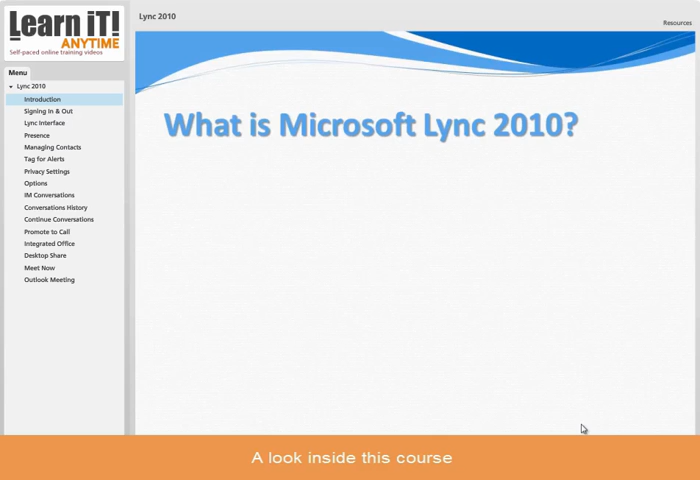 Learn iT!
ANYTIME
Self-paced online training videos
Lync 2010
Resources
Menu
Lync 2010
Introduction
Signing In & Out
Lync Interface
Presence
Managing Contacts
Tag for Alerts
Privacy Settings
Options
IM Conversations
Conversations History
Continue Conversations
Promote to Call
Integrated Office
Desktop Share
Meet Now
Outlook Meeting
What is Microsoft Lync 2010?
A look inside this course